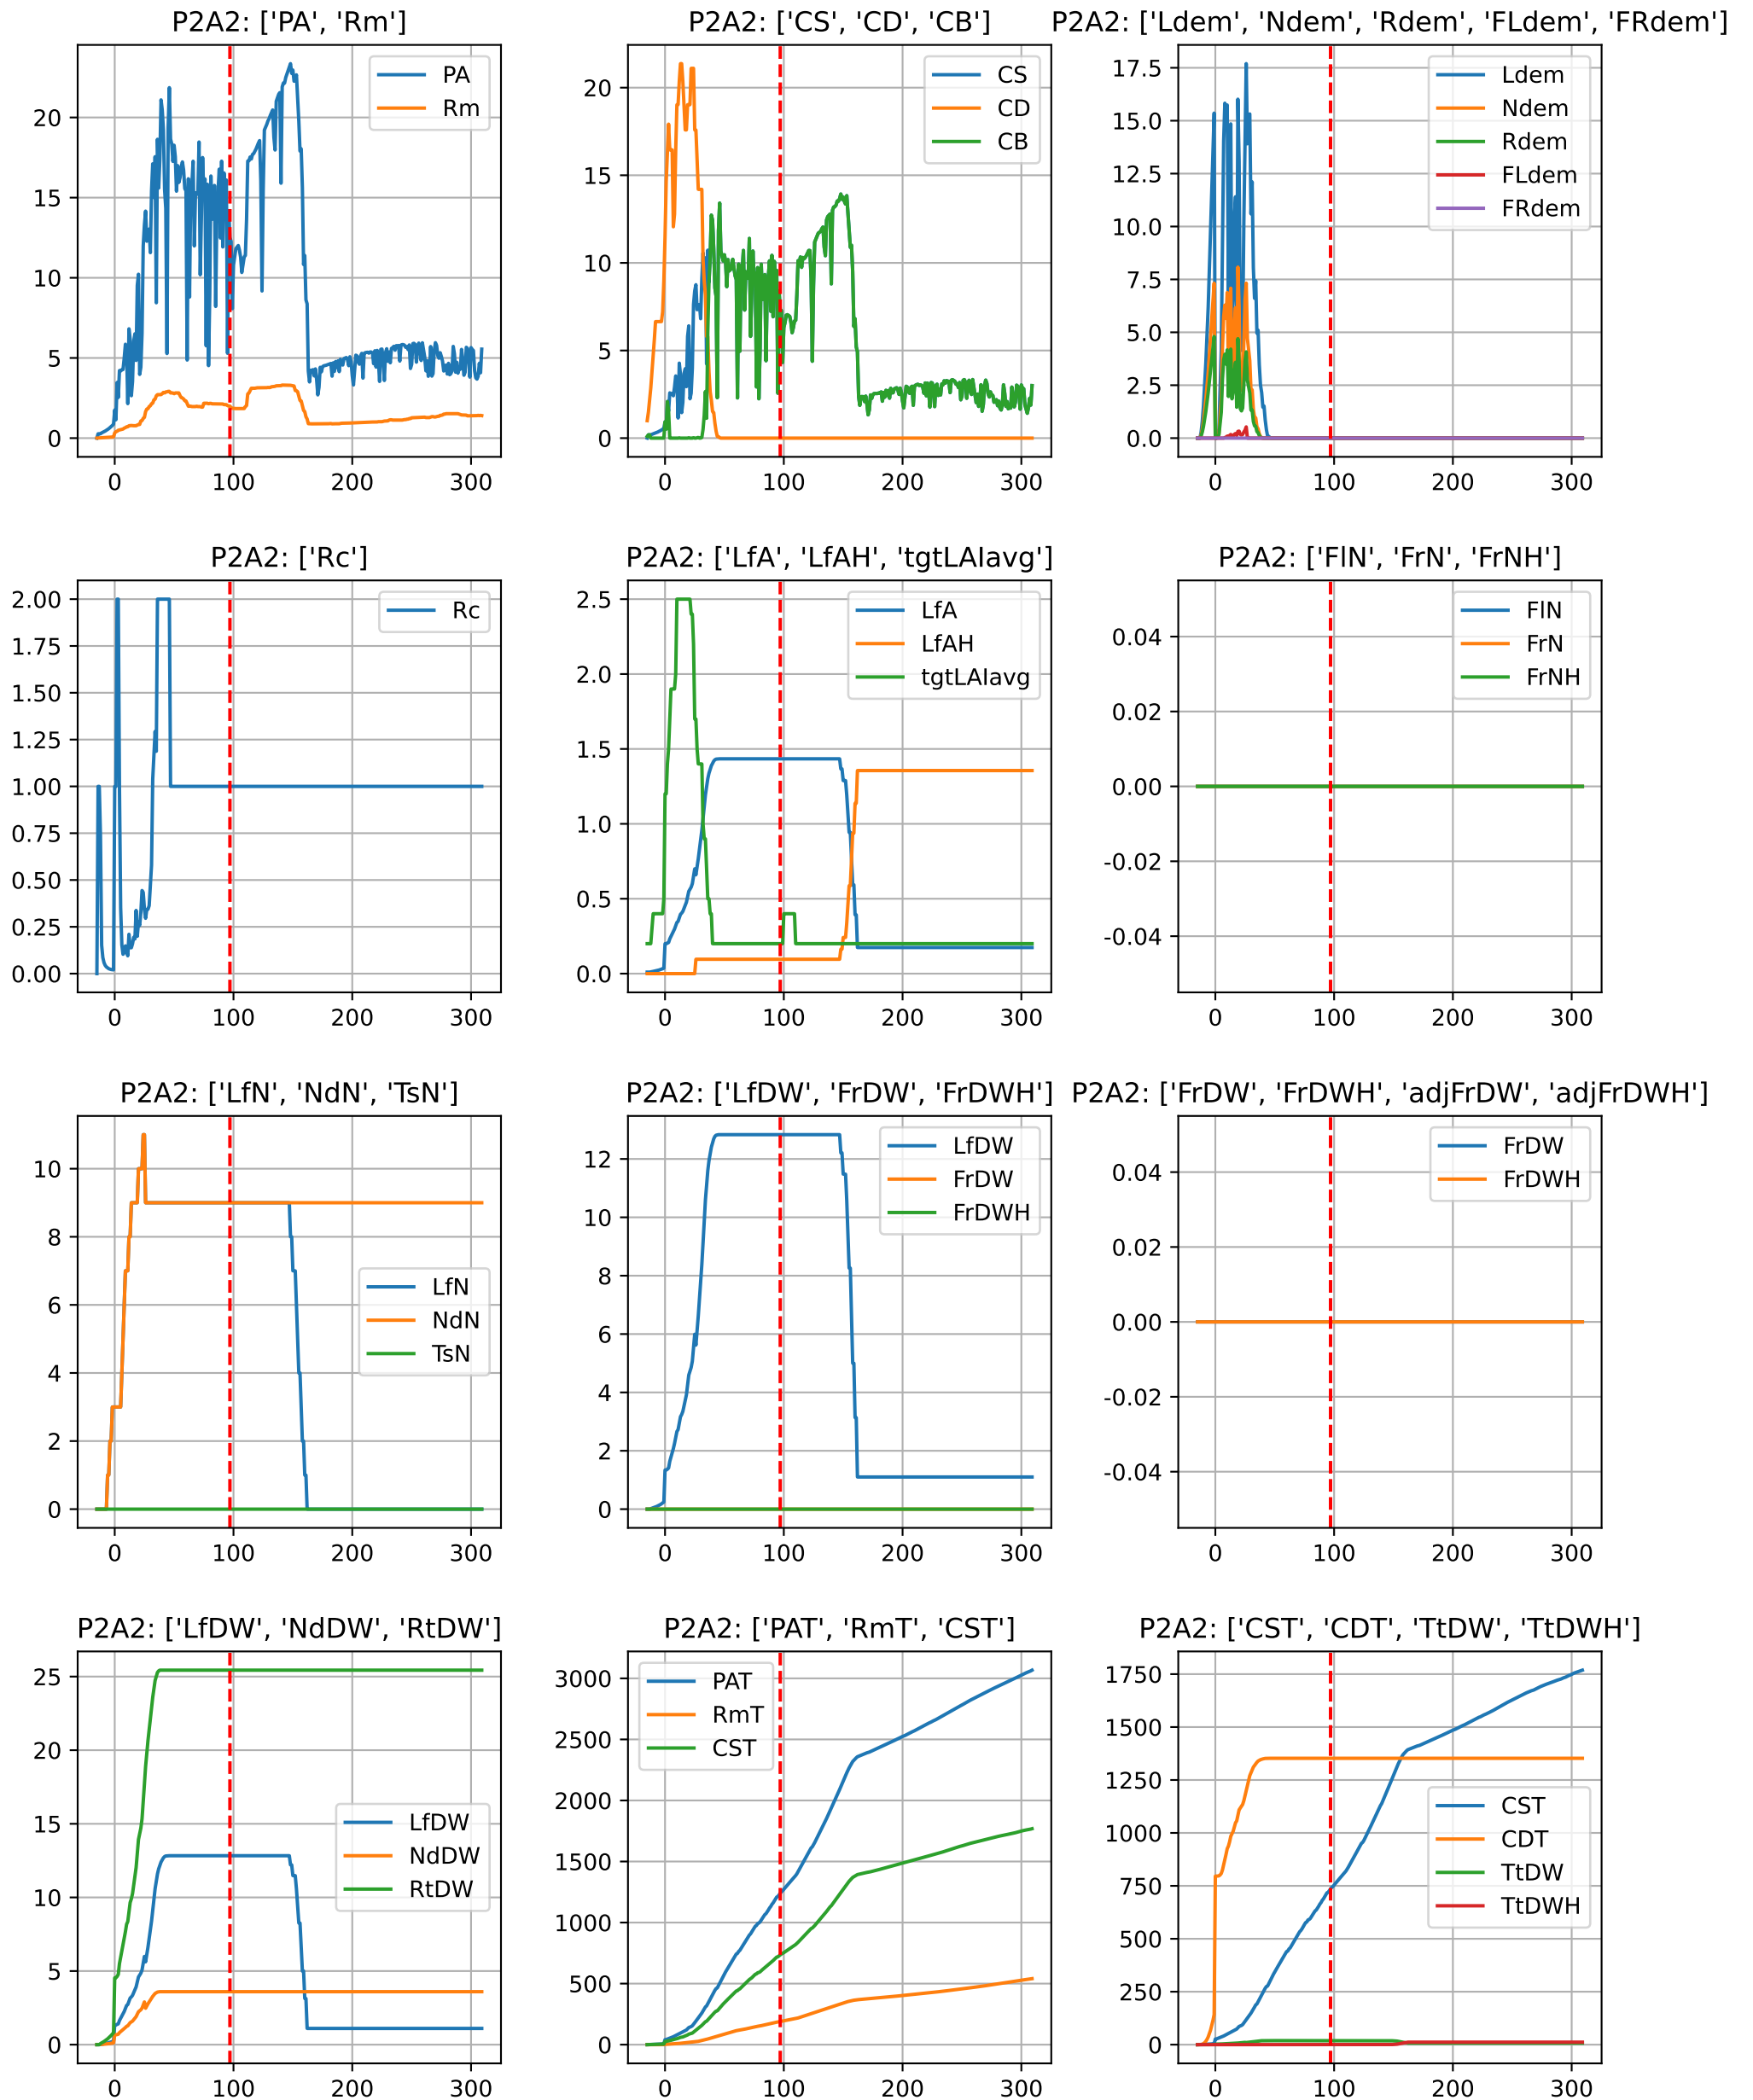 P2A2: ['PA', 'Rm']
PA
Rm
20
15
10
5
0
0 100 200 300
P2A2: ['CS', 'CD', 'CB']
CS
CD
CB
20
15
10
5
0
0 100 200 300
P2A2: ['Ldem', 'Ndem', 'Rdem', 'FLdem', 'FRdem']
Ldem
Ndem
Rdem
FLdem
FRdem
17.5
15.0
12.5
10.0
7.5
5.0
2.5
0.0
0 100 200 300
P2A2: ['Rc']
Rc
2.00
1.75
1.50
1.25
1.00
0.75
0.50
0.25
0.00
0 100 200 300
P2A2: ['LfA', 'LfAH', 'tgtLAIavg']
LfA
LfAH
tgtLAIavg
2.5
2.0
1.5
1.0
0.5
0.0
0 100 200 300
P2A2: ['FlN', 'FrN', 'FrNH']
FlN
FrN
FrNH
0.04
0.02
0.00
-0.02
-0.04
0 100 200 300
P2A2: ['LfN', 'NdN', 'TsN']
LfN
NdN
TsN
10
8
6
4
2
0
0 100 200 300
P2A2: ['LfDW', 'FrDW', 'FrDWH']
LfDW
FrDW
FrDWH
12
10
8
6
4
2
0
0 100 200 300
P2A2: ['FrDW', 'FrDWH', 'adjFrDW', 'adjFrDWH']
FrDW
FrDWH
0.04
0.02
0.00
-0.02
-0.04
0 100 200 300
P2A2: ['LfDW', 'NdDW', 'RtDW']
LfDW
NdDW
RtDW
25
20
15
10
5
0
0 100 200 300
P2A2: ['PAT', 'RmT', 'CST']
PAT
RmT
CST
3000
2500
2000
1500
1000
500
0
0 100 200 300
P2A2: ['CST', 'CDT', 'TtDW', 'TtDWH']
CST
CDT
TtDW
TtDWH
1750
1500
1250
1000
750
500
250
0
0 100 200 300